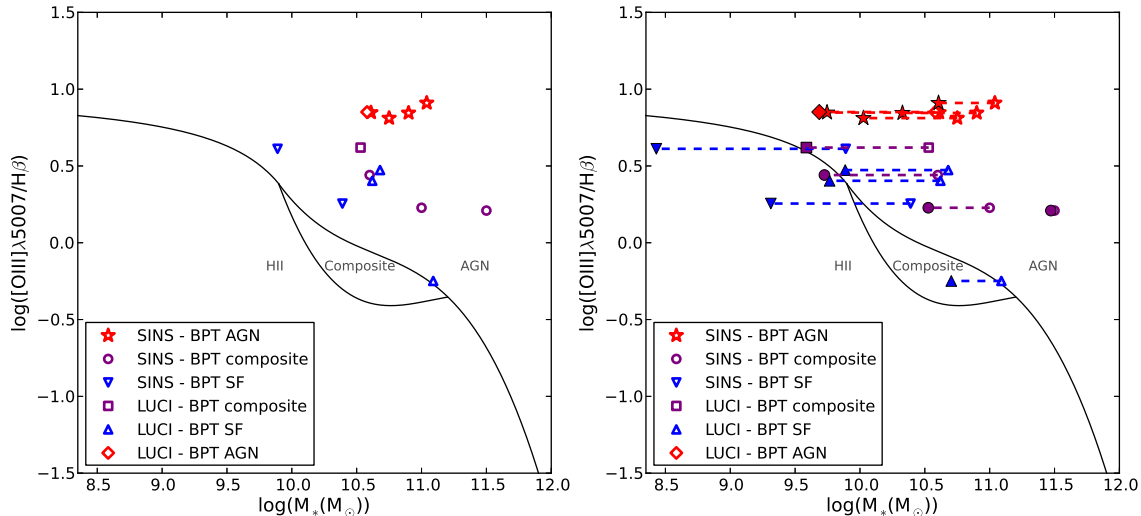 1.5
1.0
0.5
0.0
−0.5
−1.0
−1.5
log([OIII]λ5007/Hβ)
HII
Composite
AGN
SINS - BPT AGN
SINS - BPT composite
SINS - BPT SF
LUCI - BPT composite
LUCI - BPT SF
LUCI - BPT AGN
8.5 9.0 9.5 10.0 10.5 11.0 11.5 12.0
log(M*(M☉))
1.5
1.0
0.5
0.0
−0.5
−1.0
−1.5
log([OIII]λ5007/Hβ)
HII
Composite
AGN
SINS - BPT AGN
SINS - BPT composite
SINS - BPT SF
LUCI - BPT composite
LUCI - BPT SF
LUCI - BPT AGN
8.5 9.0 9.5 10.0 10.5 11.0 11.5 12.0
log(M*(M☉))